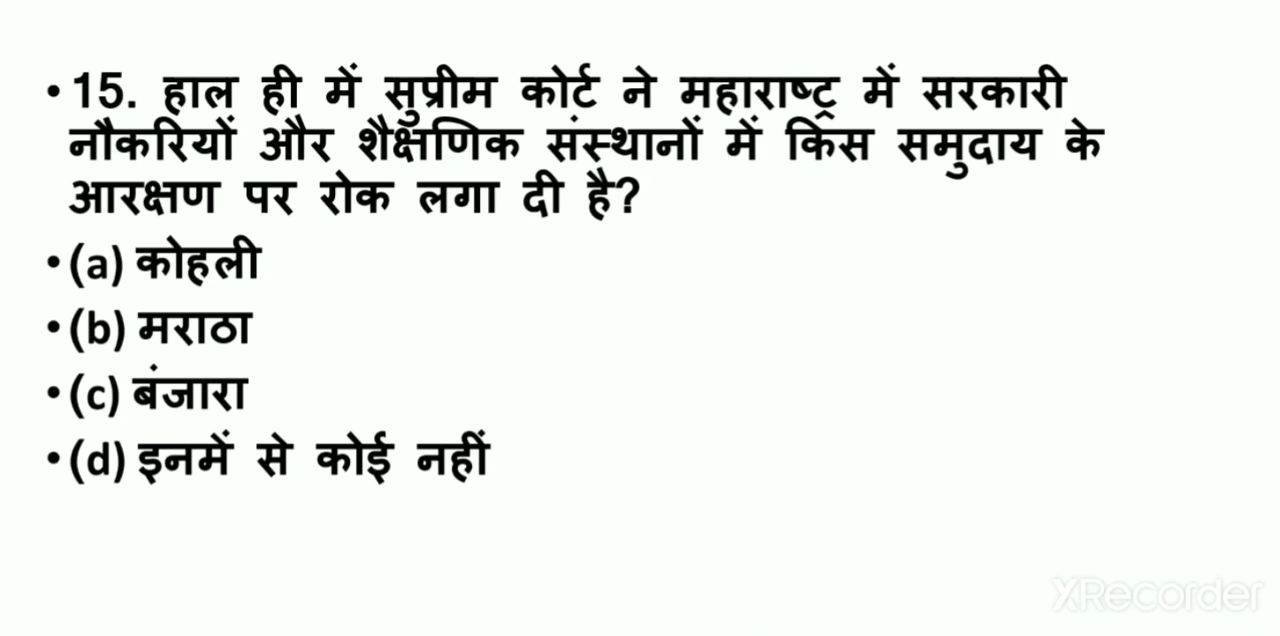 • 15. हाल ही में सुप्रीम कोर्ट ने महाराष्ट्र में सरकारी
नौकरियों और शैक्षणिक संस्थानों में किस समुदाय के
आरक्षण पर रोक लगा दी है?
• (a) कोहली
• (b) मराठा
• (c) बंजारा
• (d) इनमें से कोई नहीं
XRecorder